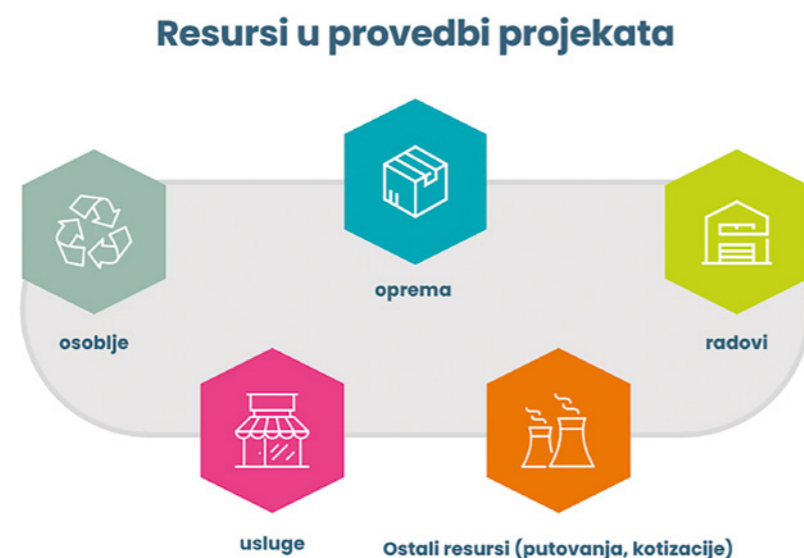 Resursi u provedbi projekata
oprema
osoblje
radovi
usluge
Ostali resursi (putovanja, kotizacije)